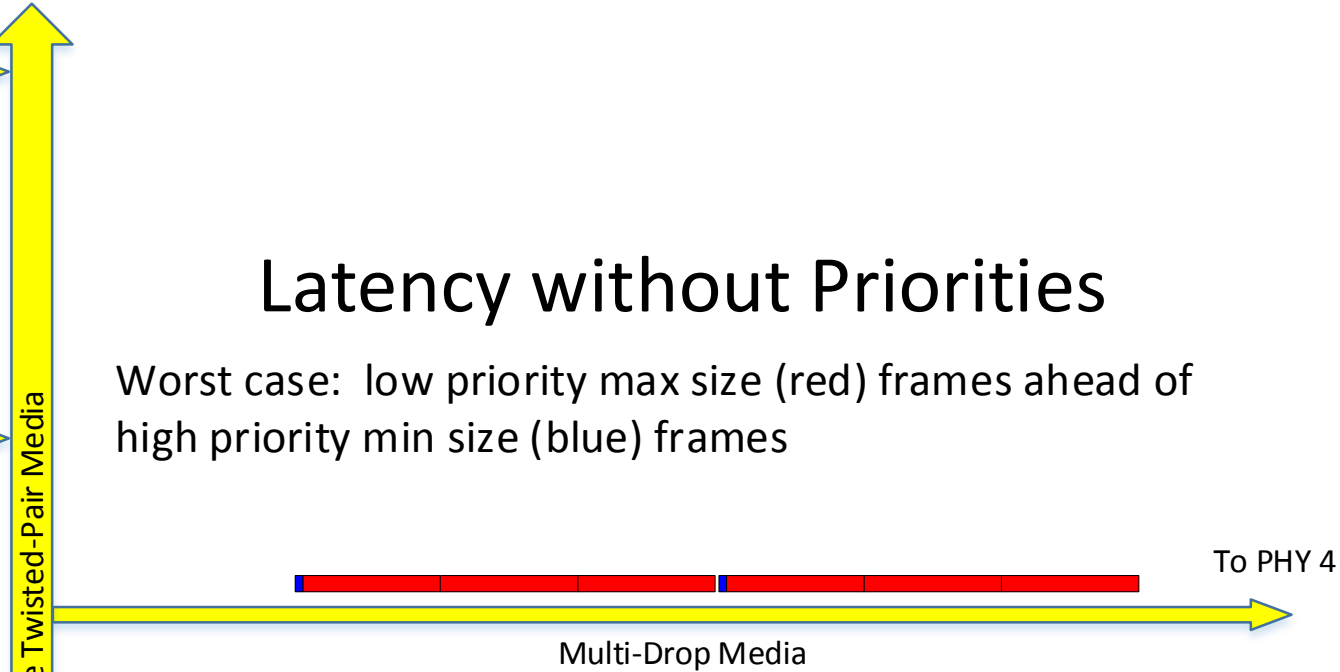 Latency without Priorities
Worst case: low priority max size (red) frames ahead of
high priority min size (blue) frames
Twisted-Pair Media
To PHY 4
Multi-Drop Media